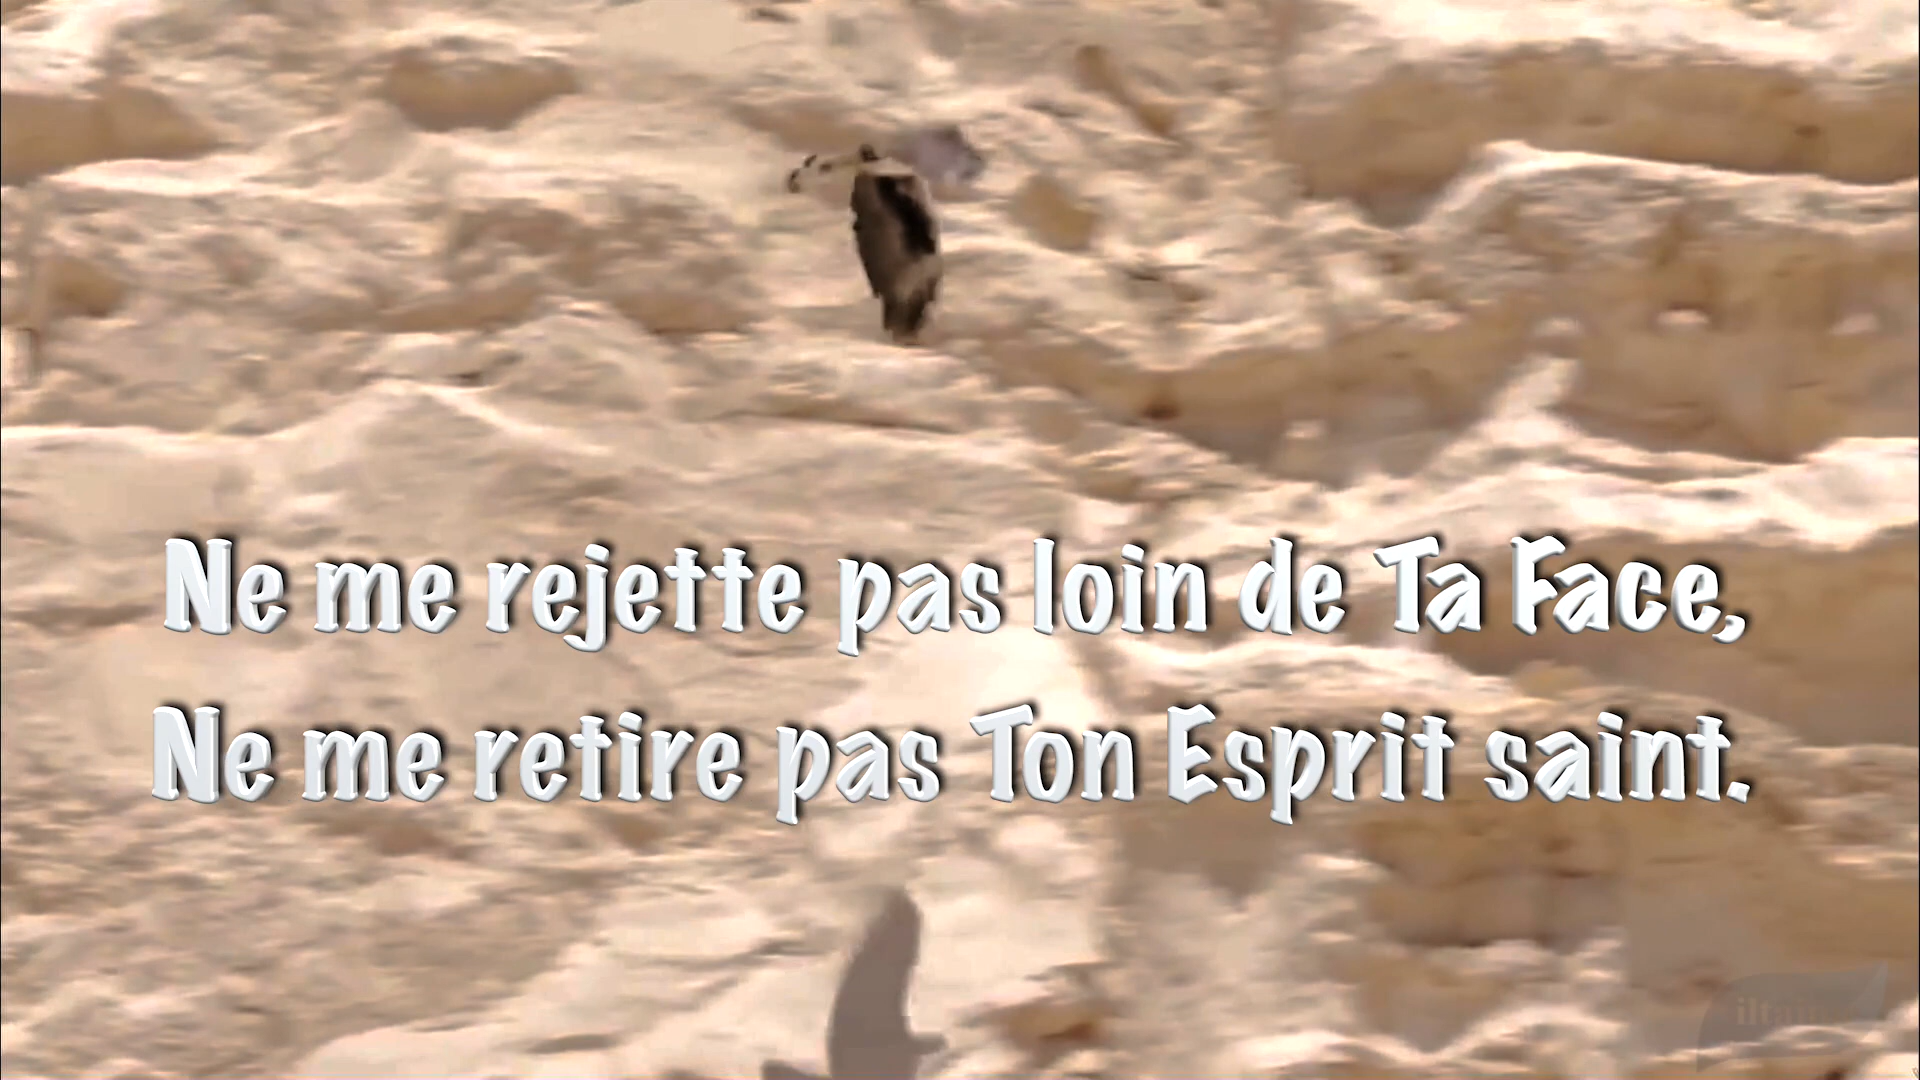 Ne me rejette pas loin de Ta Face,
Ne me retire pas Ton Esprit saint.